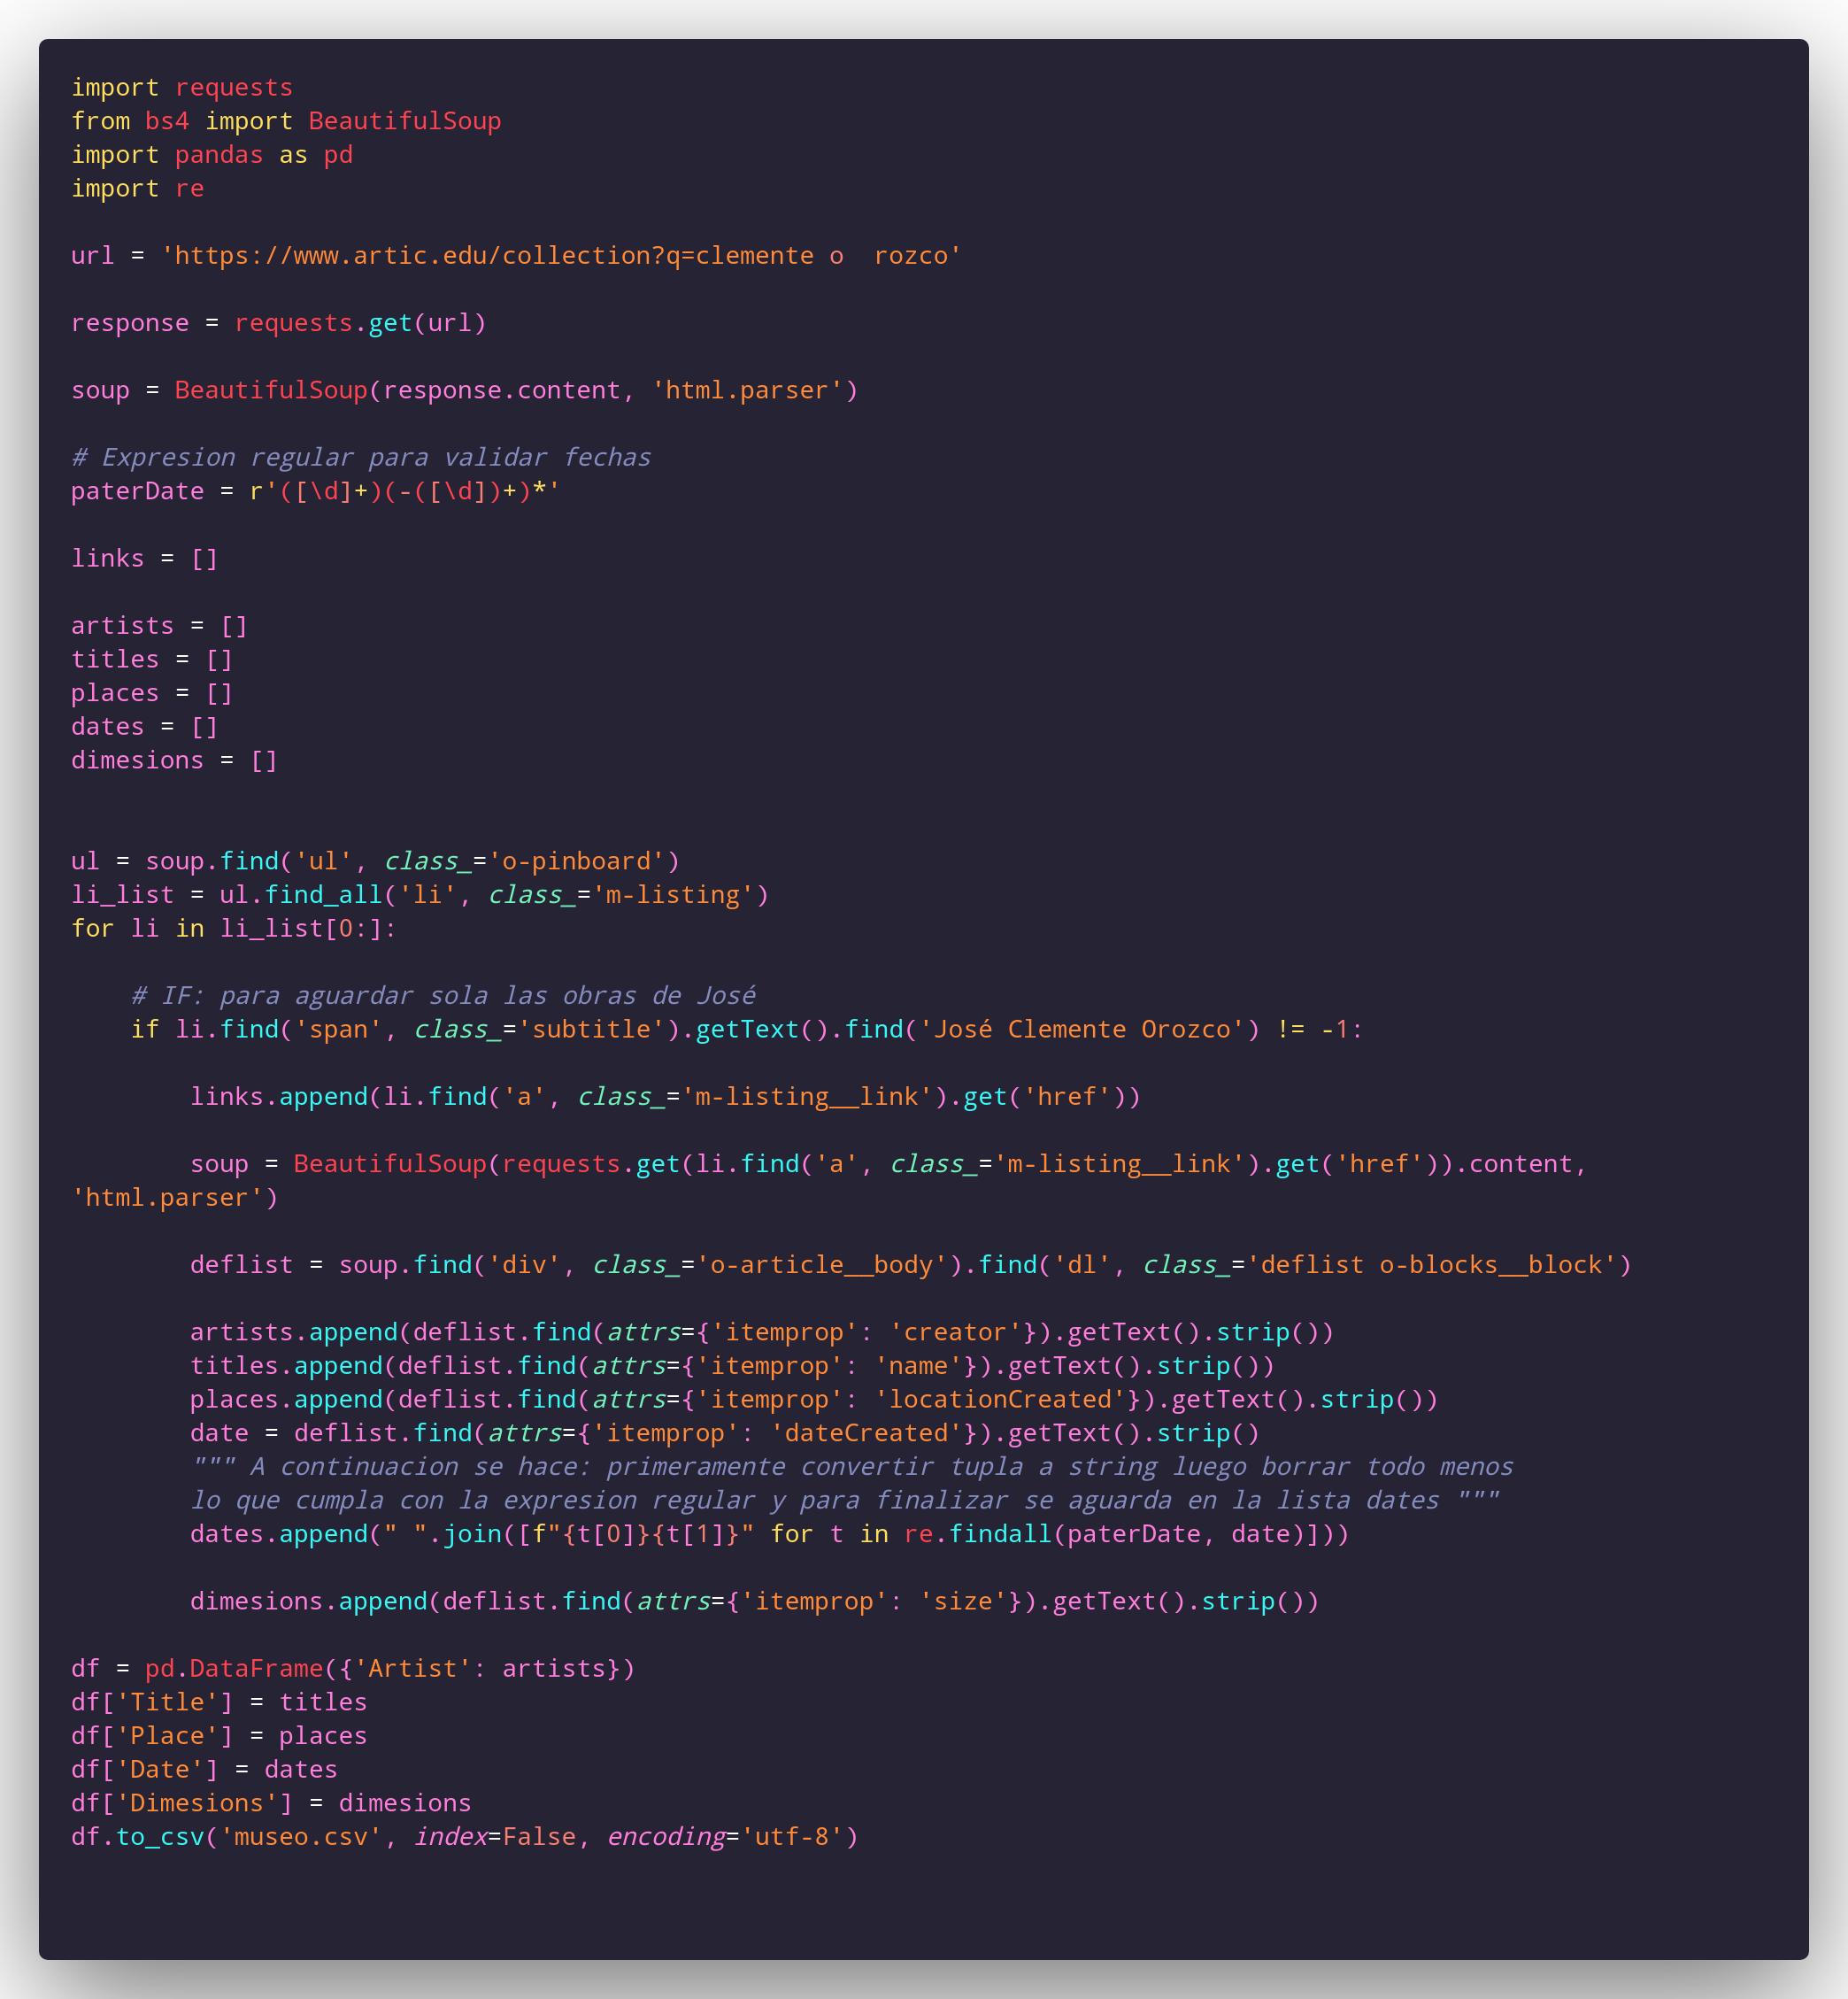 import requests
from bs4 import BeautifulSoup
import pandas as pd
import re

url = 'https://www.artic.edu/collection?q=clemente o  rozco'

response = requests.get(url)

soup = BeautifulSoup(response.content, 'html.parser')

# Expresion regular para validar fechas
paterDate = r'([\d]+)(-([\d])+)*'

links = []

artists = []
titles = []
places = []
dates = []
dimesions = []


ul = soup.find('ul', class_='o-pinboard')
li_list = ul.find_all('li', class_='m-listing')
for li in li_list[0:]:

    # IF: para aguardar sola las obras de José
    if li.find('span', class_='subtitle').getText().find('José Clemente Orozco') != -1:

        links.append(li.find('a', class_='m-listing__link').get('href'))

        soup = BeautifulSoup(requests.get(li.find('a', class_='m-listing__link').get('href')).content,
'html.parser')

        deflist = soup.find('div', class_='o-article__body').find('dl', class_='deflist o-blocks__block')

        artists.append(deflist.find(attrs={'itemprop': 'creator'}).getText().strip())
        titles.append(deflist.find(attrs={'itemprop': 'name'}).getText().strip())
        places.append(deflist.find(attrs={'itemprop': 'locationCreated'}).getText().strip())
        date = deflist.find(attrs={'itemprop': 'dateCreated'}).getText().strip()
        """ A continuacion se hace: primeramente convertir tupla a string luego borrar todo menos
        lo que cumpla con la expresion regular y para finalizar se aguarda en la lista dates """
        dates.append(" ".join([f"{t[0]}{t[1]}" for t in re.findall(paterDate, date)]))

        dimesions.append(deflist.find(attrs={'itemprop': 'size'}).getText().strip())

df = pd.DataFrame({'Artist': artists})
df['Title'] = titles
df['Place'] = places
df['Date'] = dates
df['Dimesions'] = dimesions
df.to_csv('museo.csv', index=False, encoding='utf-8')